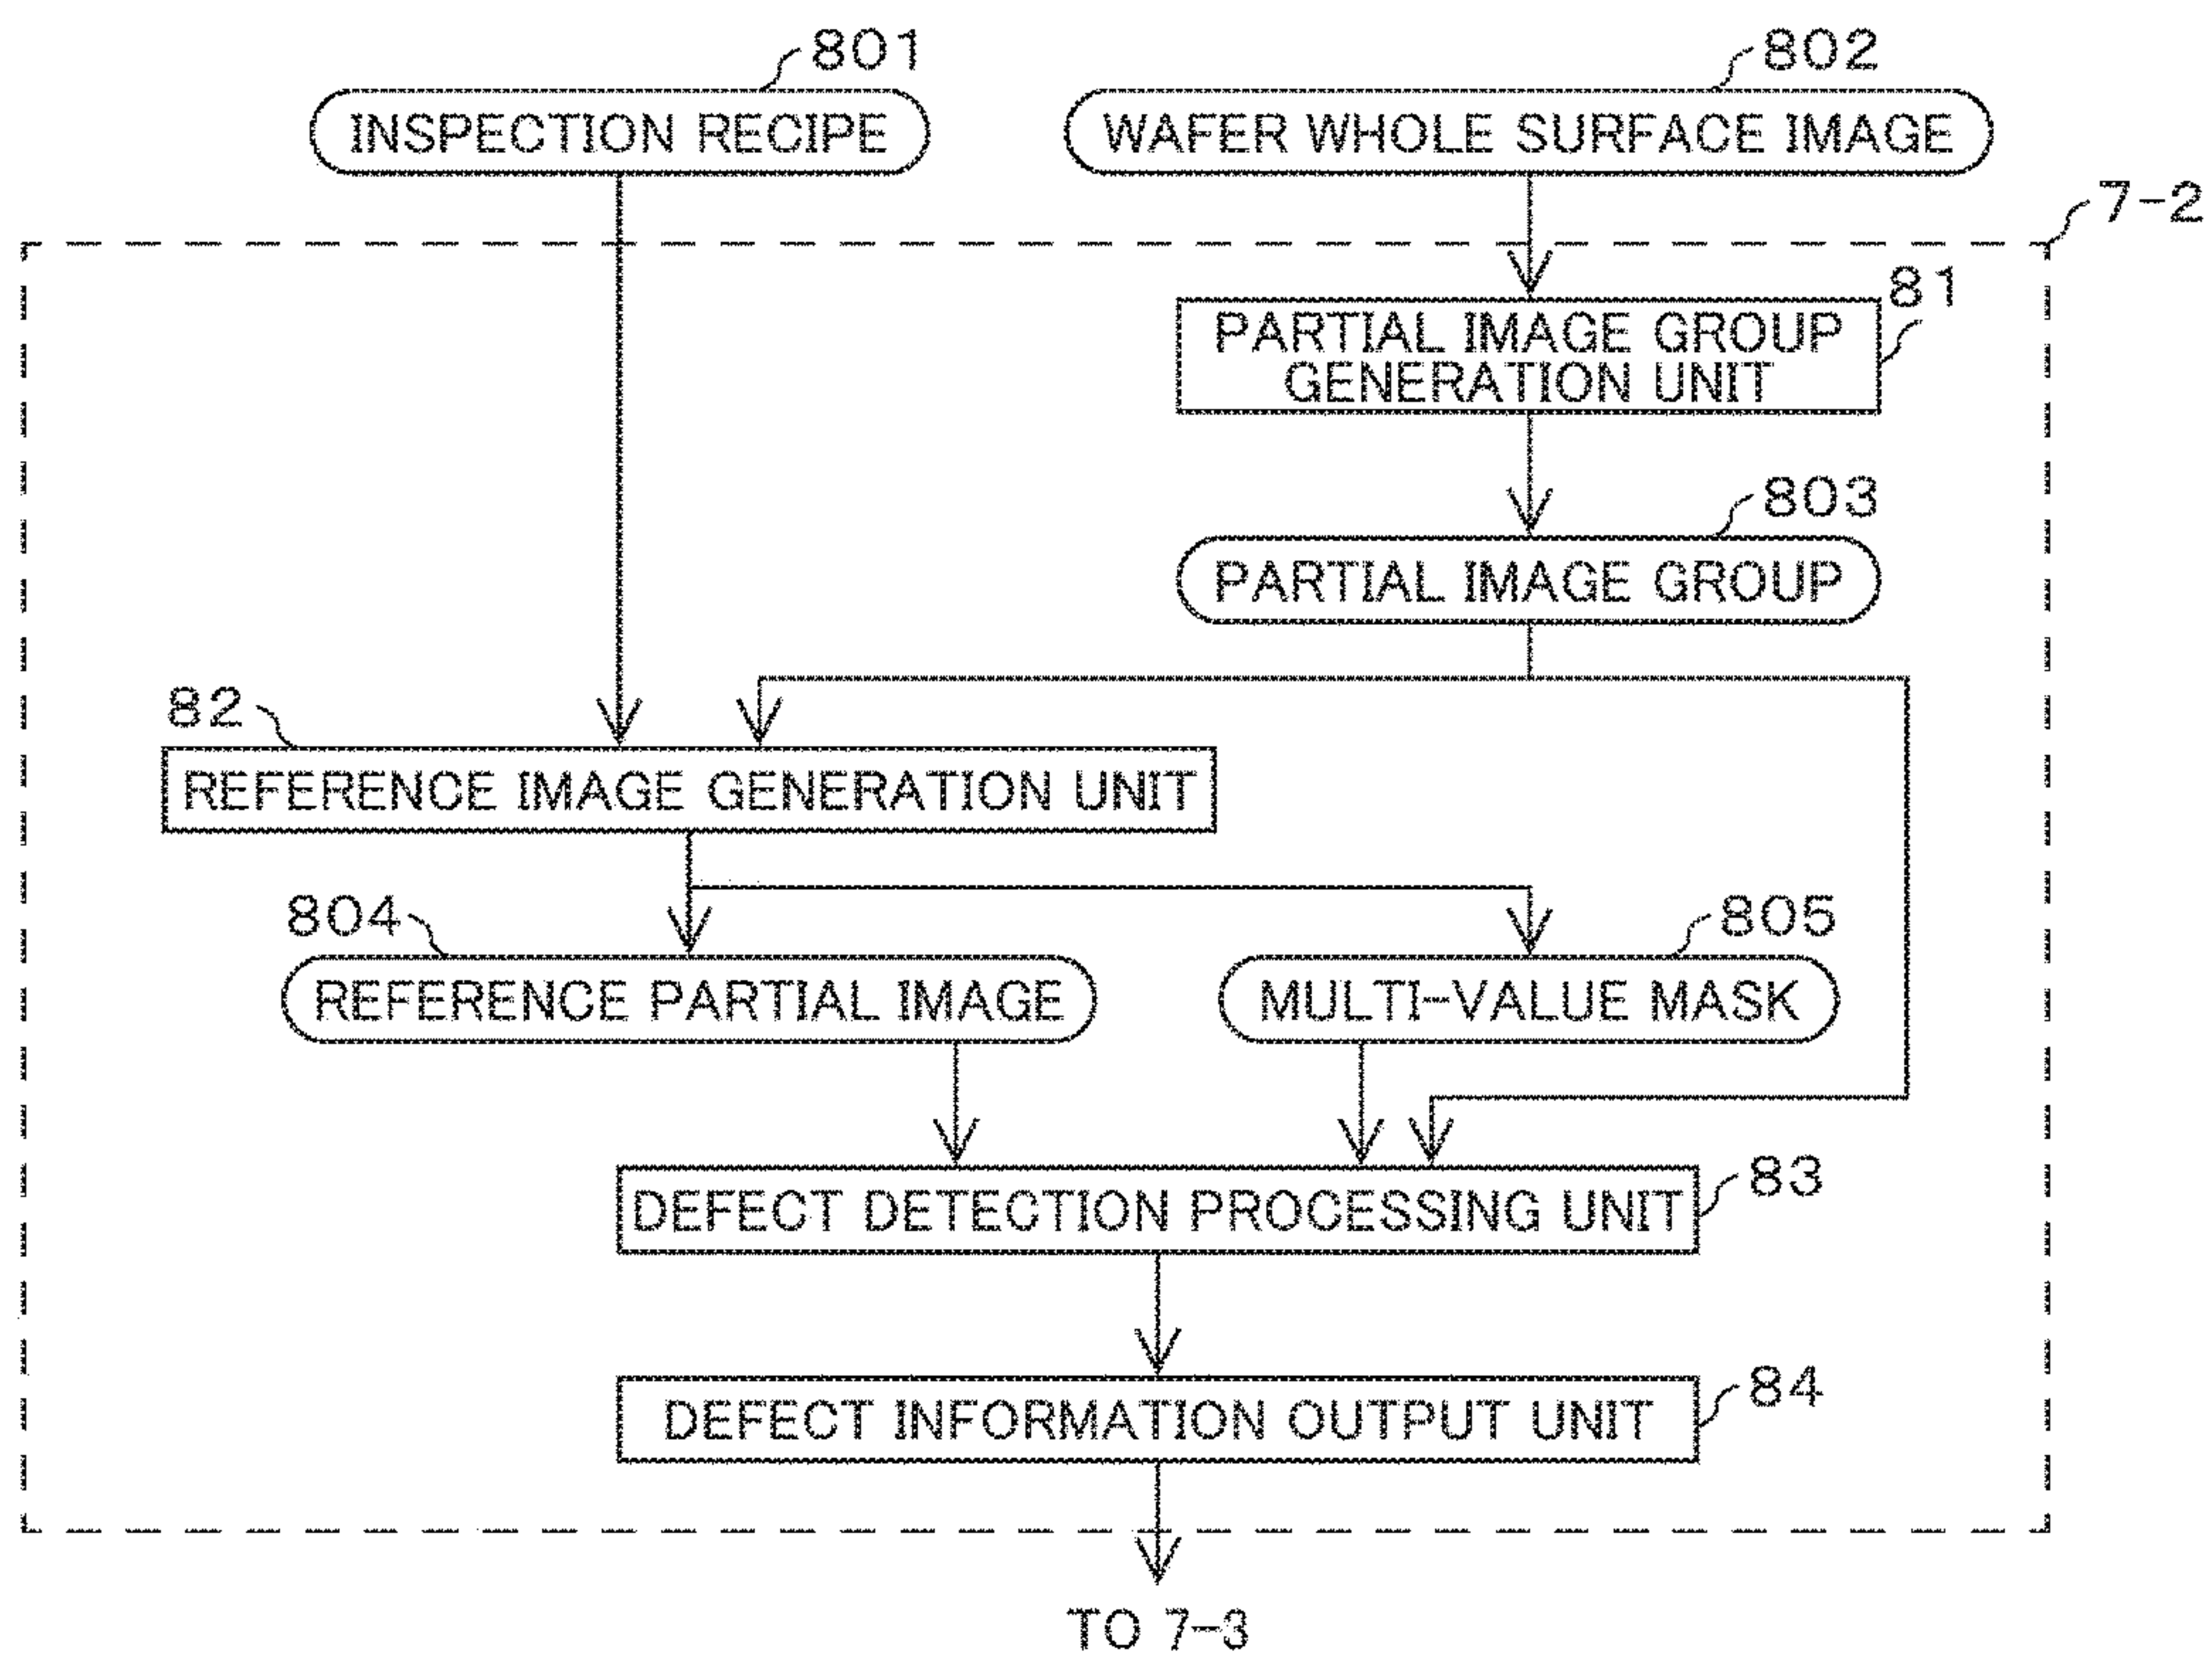 801
INSPECTION RECIPE
802
WAFER WHOLE SURFACE IMAGE
7-2
81
PARTIAL IMAGE GROUP
GENERATION UNIT
803
PARTIAL IMAGE GROUP
82
REFERENCE IMAGE GENERATION UNIT
804
REFERENCE PARTIAL IMAGE
805
MULTI-VALUE MASK
83
DEFECT DETECTION PROCESSING UNIT
84
DEFECT INFORMATION OUTPUT UNIT
TO 7-3